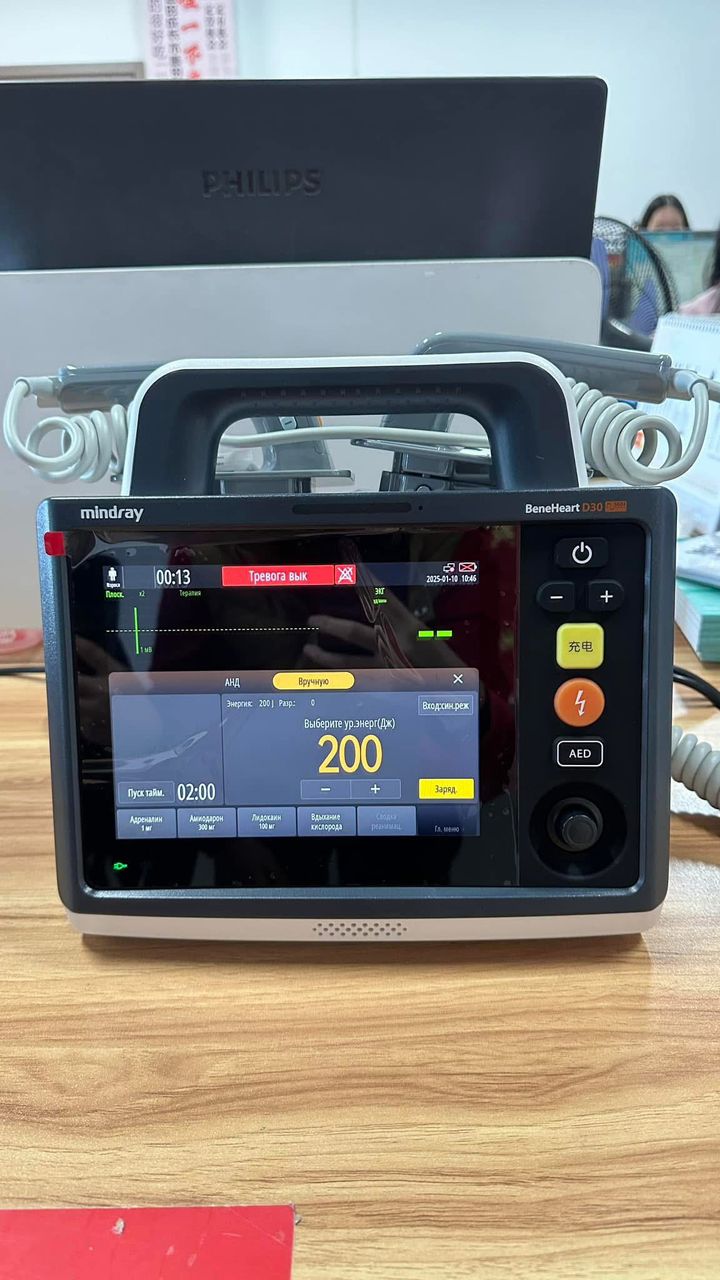 PHILIPS
mindray
BeneHeart D30
00:13
Тревога вык
2025-01-10 10:46
Взросл
Плоск.
x2
Терапия
ЭКГ
1 мВ
АНД
Вручную
Энергия: 200 J Разр.: 0
Вход:син.реж
Выберите ур.энерг(Дж)
200
Пуск тайм.
02:00
−
+
Заряд.
Адреналин
1 мг
Амиодарон
300 мг
Лидокаин
100 мг
Вдыхание
кислорода
Сводка
реанимац.
Гл. меню
−
+
充电
AED